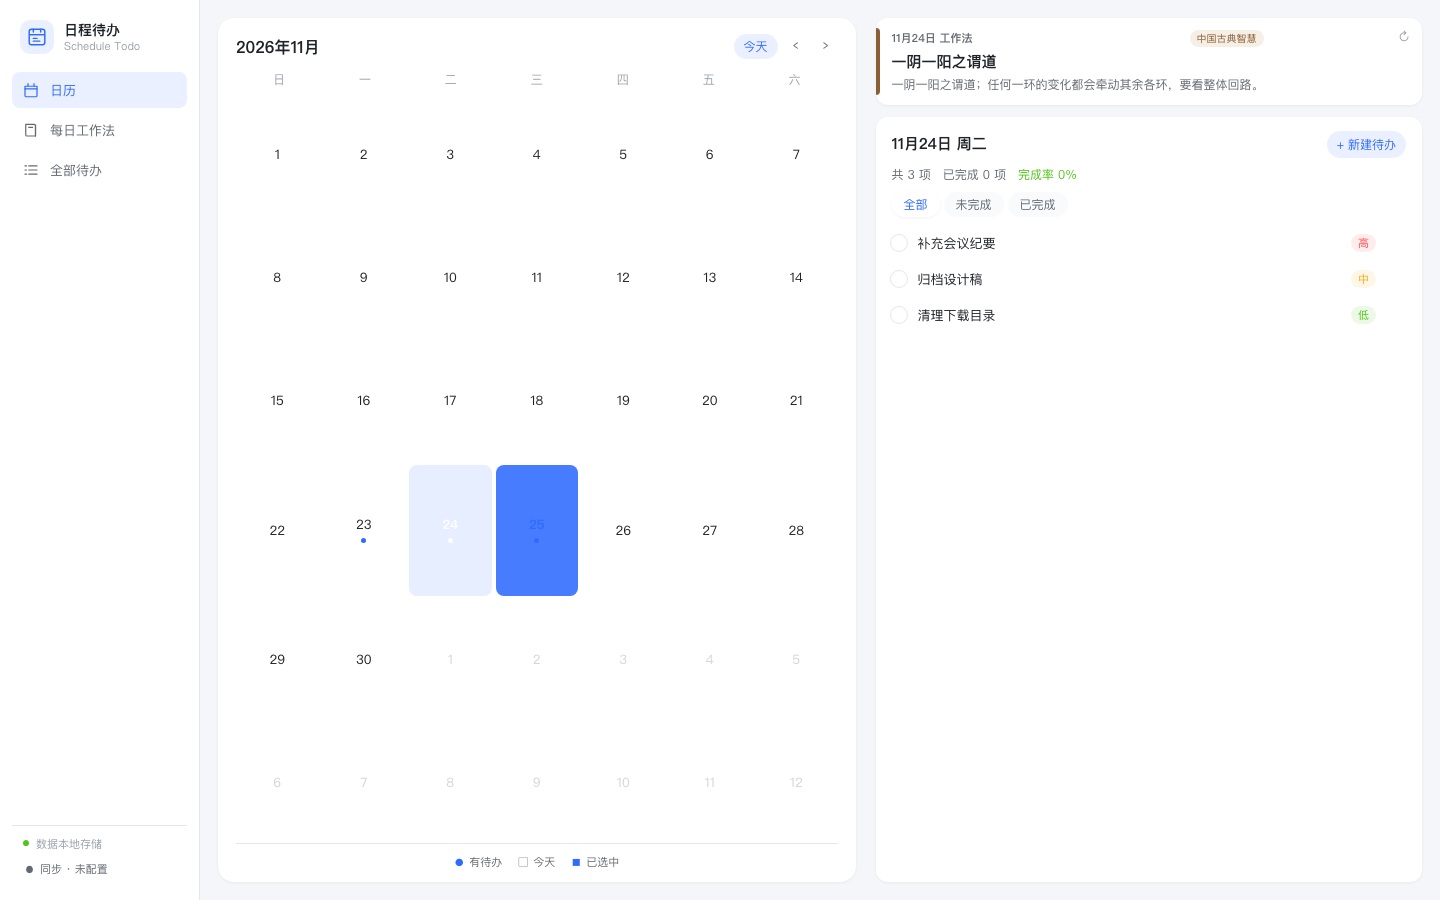 日程待办
Schedule Todo
日历
每日工作法
全部待办
数据本地存储
同步 · 未配置
2026年11月
今天 < >
日 一 二 三 四 五 六
1 2 3 4 5 6 7
8 9 10 11 12 13 14
15 16 17 18 19 20 21
22 23 24 25 26 27 28
29 30 1 2 3 4 5
6 7 8 9 10 11 12
有待办 今天 已选中
11月24日 工作法 中国古典智慧
一阴一阳之谓道
一阴一阳之谓道；任何一环的变化都会牵动其余各环，要看整体回路。
11月24日 周二 + 新建待办
共 3 项 已完成 0 项 完成率 0%
全部 未完成 已完成
补充会议纪要 高
归档设计稿 中
清理下载目录 低